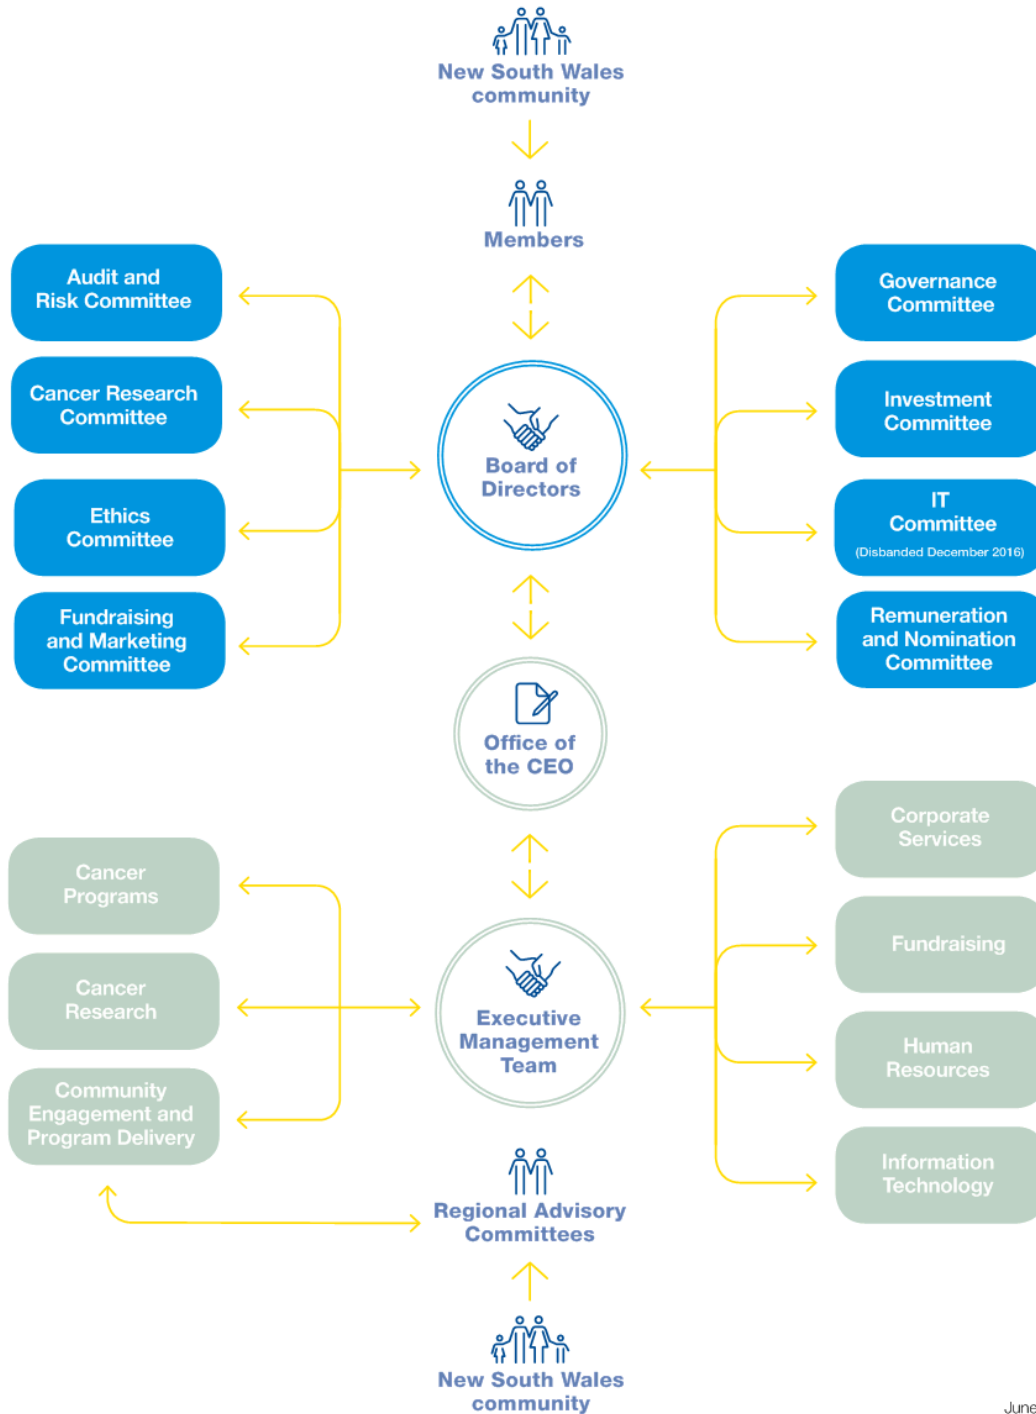 New South Wales
community
Members
Audit and
Risk Committee
Cancer Research
Committee
Ethics
Committee
Fundraising
and Marketing
Committee
Governance
Committee
Investment
Committee
IT
Committee
(Disbanded December 2016)
Remuneration
and Nomination
Committee
Board of
Directors
Office of
the CEO
Cancer
Programs
Cancer
Research
Community
Engagement and
Program Delivery
Corporate
Services
Fundraising
Human
Resources
Information
Technology
Executive
Management
Team
Regional Advisory
Committees
New South Wales
community
June